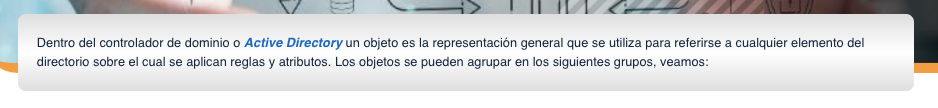 Dentro del controlador de dominio o Active Directory un objeto es la representación general que se utiliza para referirse a cualquier elemento del
directorio sobre el cual se aplican reglas y atributos. Los objetos se pueden agrupar en los siguientes grupos, veamos: